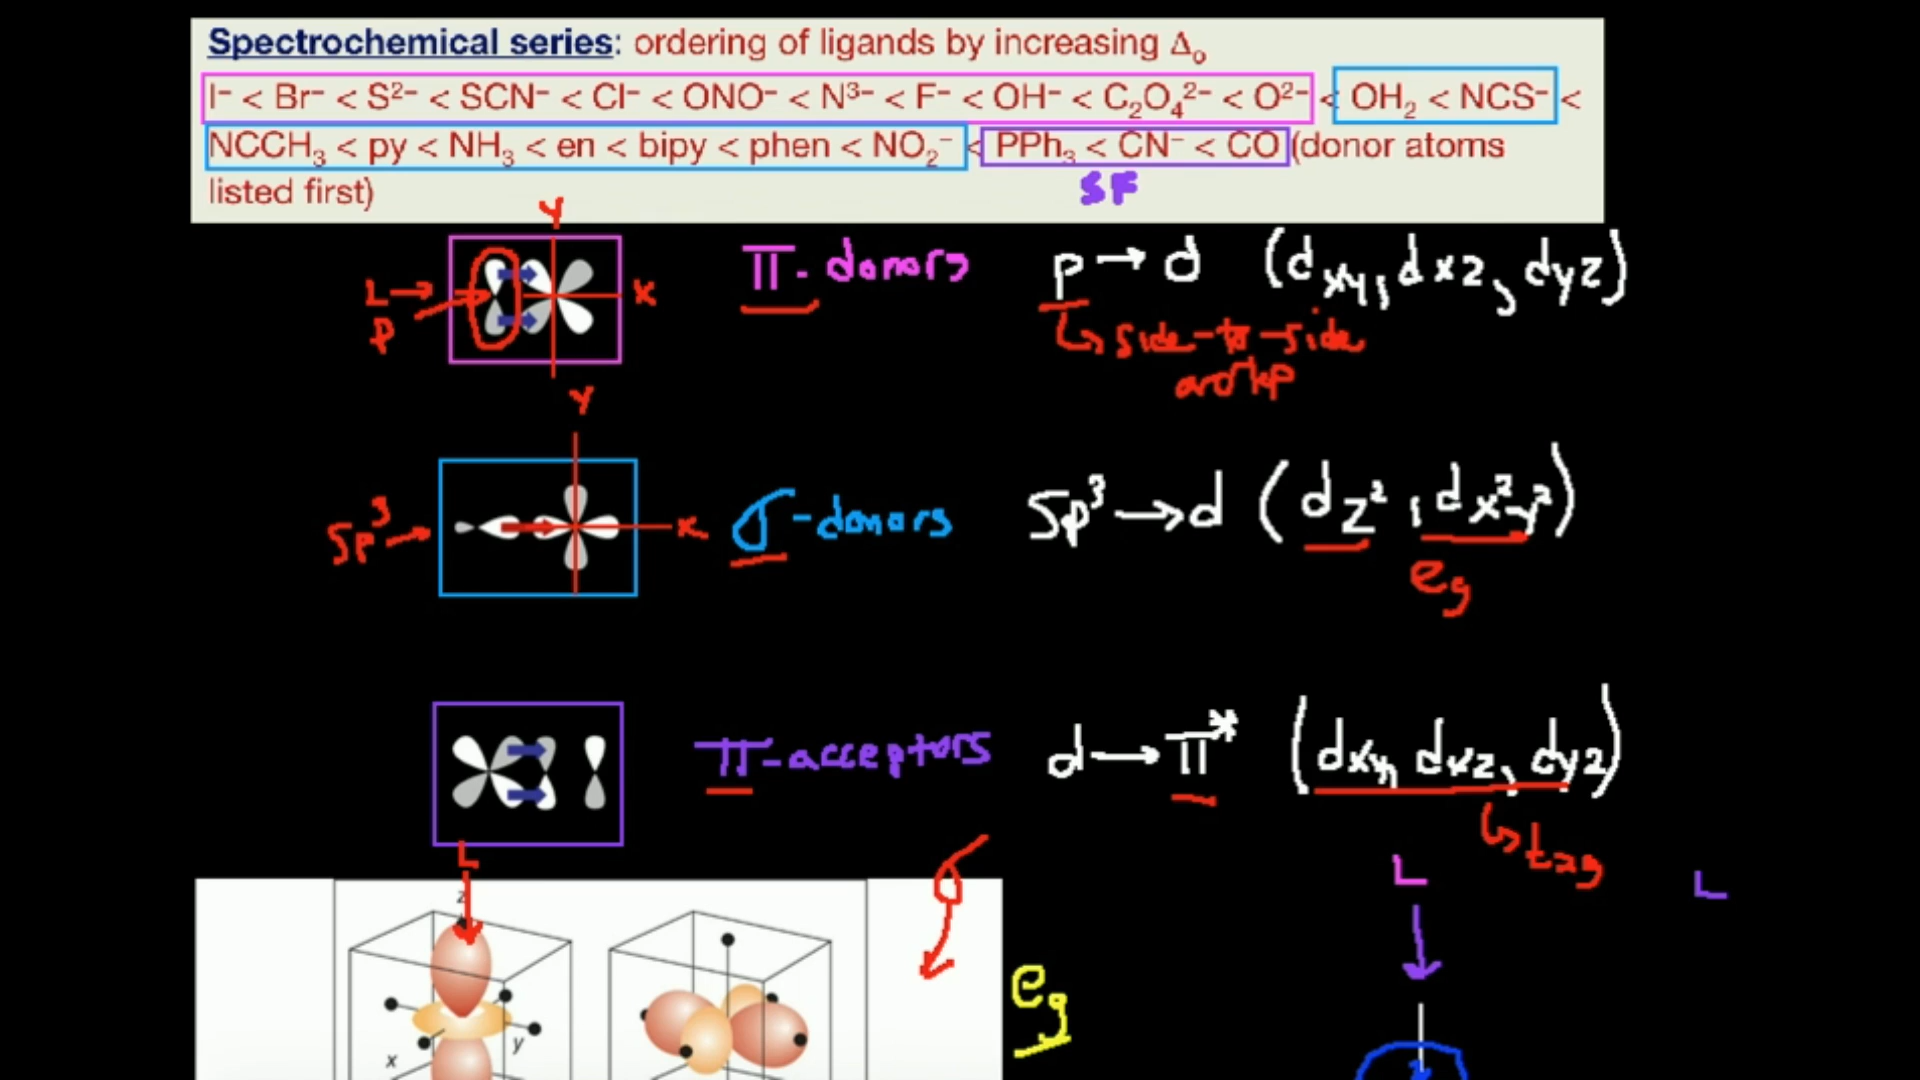 Spectrochemical series: ordering of ligands by increasing Δₒ
I⁻ < Br⁻ < S²⁻ < SCN⁻ < Cl⁻ < ONO⁻ < N³⁻ < F⁻ < OH⁻ < C₂O₄²⁻ < O²⁻ < OH₂ < NCS⁻ <
NCCH₃ < py < NH₃ < en < bipy < phen < NO₂⁻ < PPh₃ < CN⁻ < CO (donor atoms
listed first)
SF
Y
L→ X
P
π-donors p→d (dxy, dxz, dyz)
↳ side-to-side
Y
Sp³→ X
σ-donors Sp³→d (dz², dx²-y²)
eg
π-acceptors d→π* (dxy, dxz, dyz)
↳ t2g
L
z
σ
L L
eg
x y